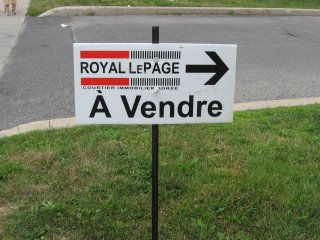 ROYAL LEPAGE
COURTIER IMMOBILIER AGRÉÉ
À Vendre